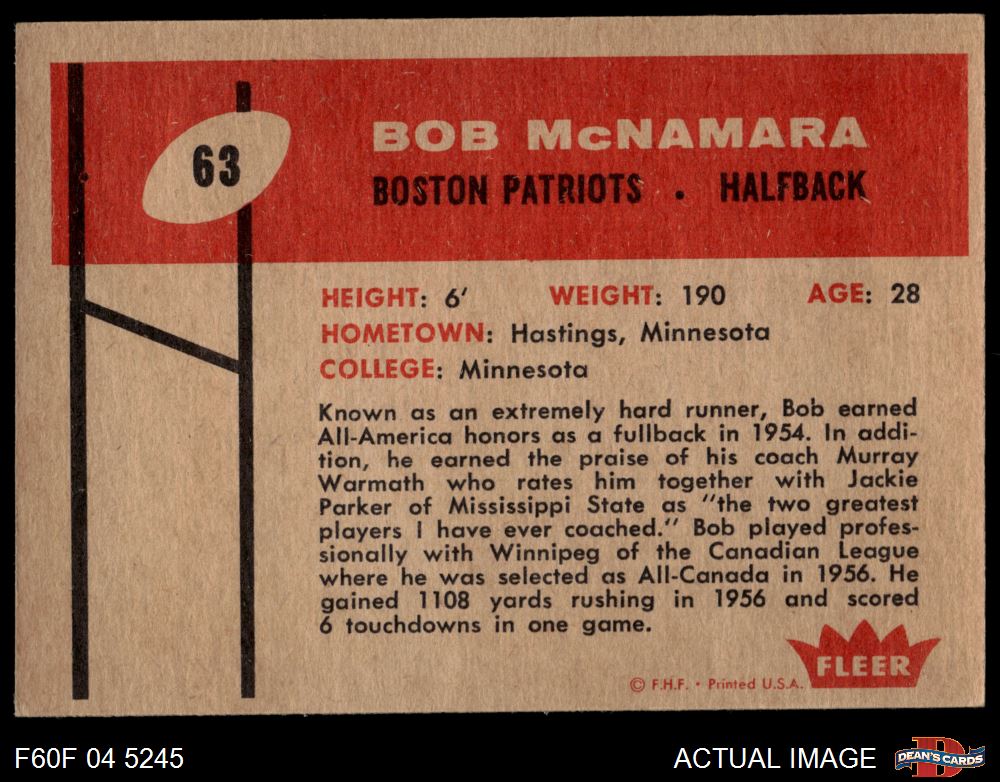 63
BOB McNAMARA
BOSTON PATRIOTS • HALFBACK
HEIGHT: 6' WEIGHT: 190 AGE: 28
HOMETOWN: Hastings, Minnesota
COLLEGE: Minnesota
Known as an extremely hard runner, Bob earned
All-America honors as a fullback in 1954. In addi-
tion, he earned the praise of his coach Murray
Warmath who rates him together with Jackie
Parker of Mississippi State as "the two greatest
players I have ever coached." Bob played profes-
sionally with Winnipeg of the Canadian League
where he was selected as All-Canada in 1956. He
gained 1108 yards rushing in 1956 and scored
6 touchdowns in one game.
FLEER
© F.H.F. • Printed U.S.A.
F60F 04 5245
ACTUAL IMAGE
D
DEAN'S CARDS